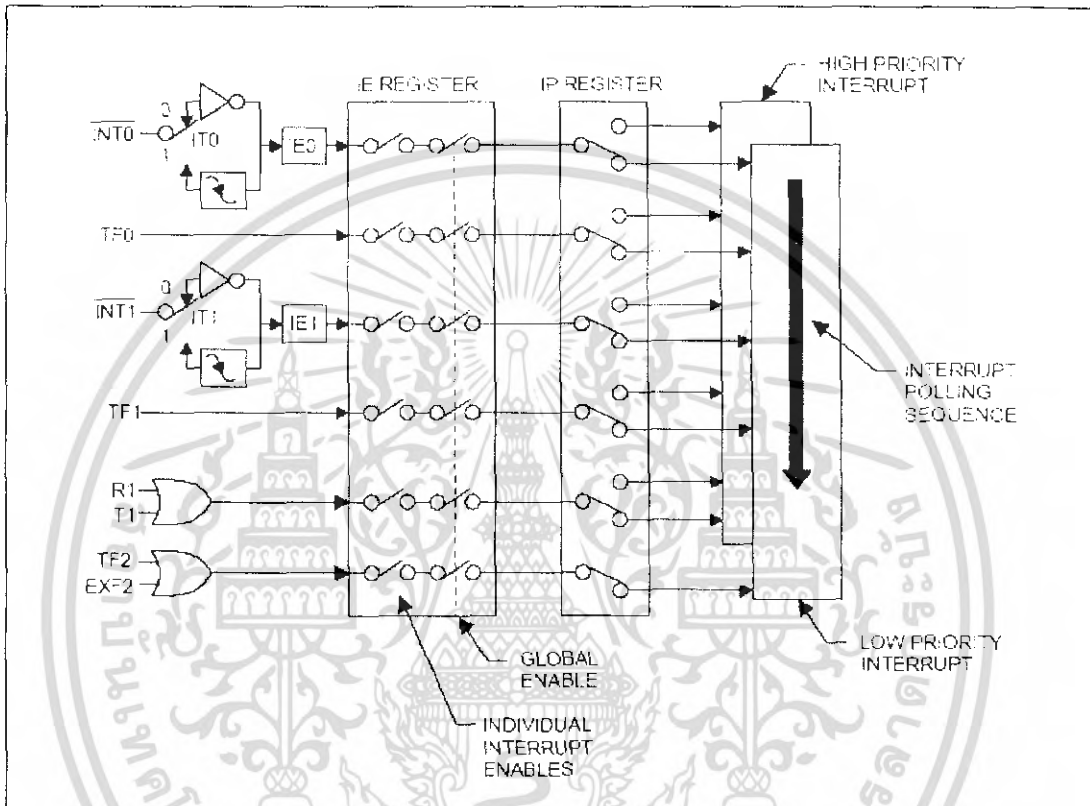 HIGH PRIORITY
INTERRUPT
IE REGISTER
IP REGISTER
INT0
0
1
IT0
IE0
TF0
INT1
0
1
IT1
IE1
TF1
R1
T1
TF2
EXF2
INTERRUPT
POLLING
SEQUENCE
LOW PRIORITY
INTERRUPT
GLOBAL
ENABLE
INDIVIDUAL
INTERRUPT
ENABLES